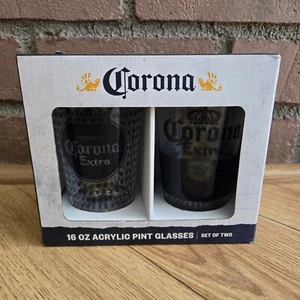 Corona
Corona
Extra
Corona
Extra
16 OZ ACRYLIC PINT GLASSES | SET OF TWO